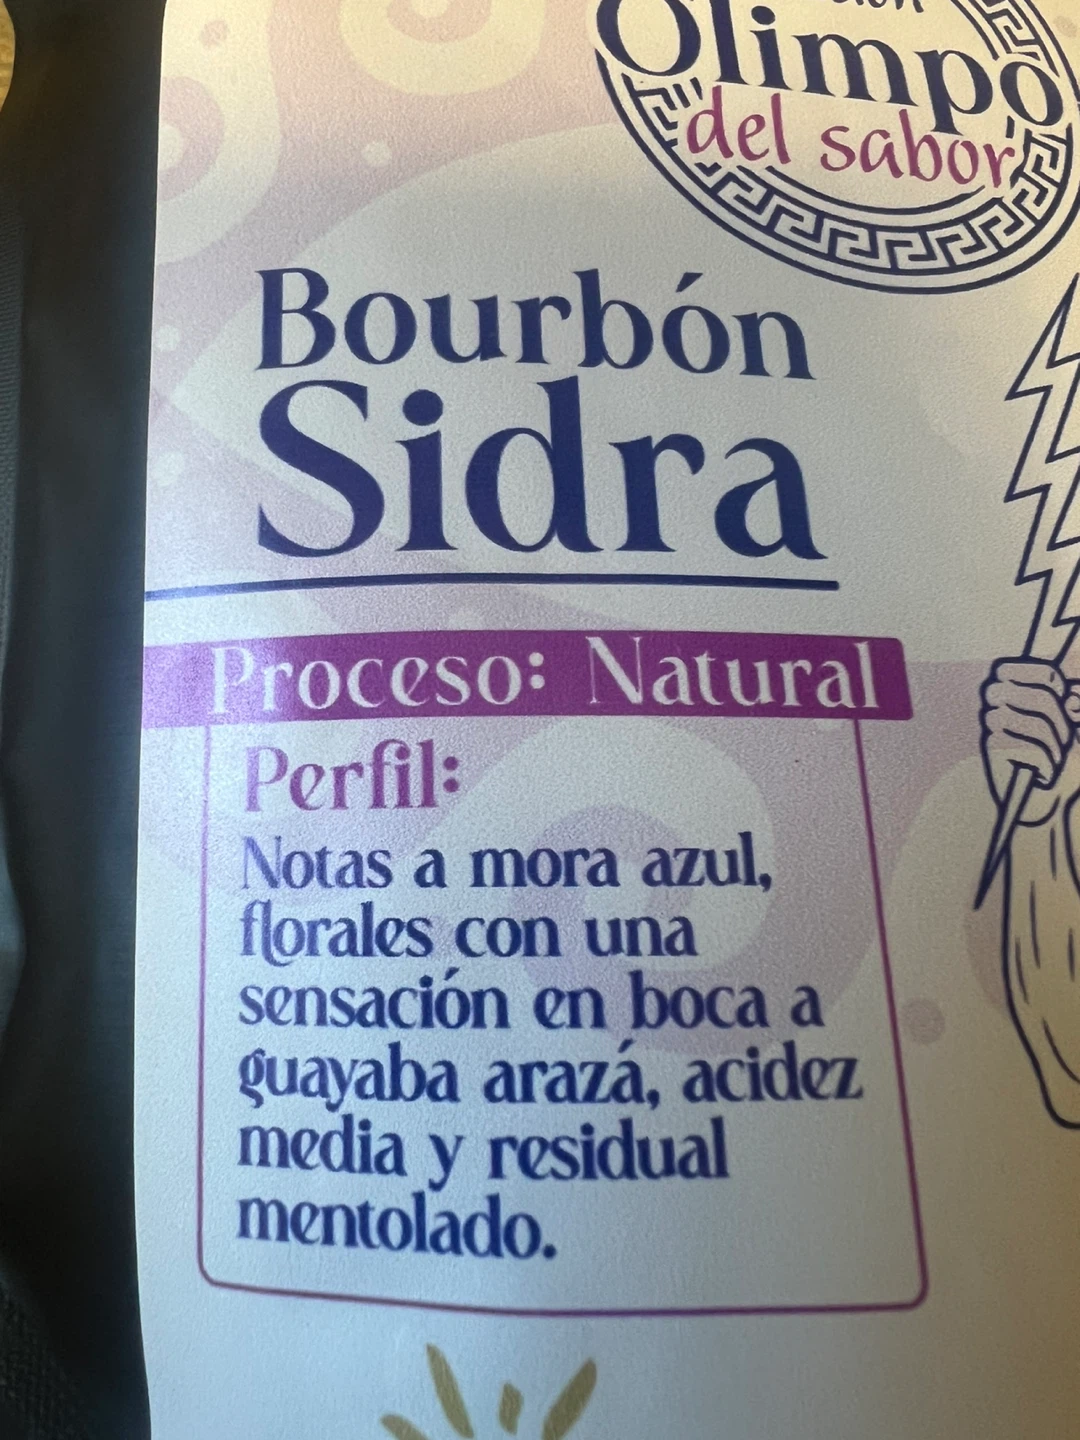 Olimpo
del sabor
Bourbón
Sidra
Proceso: Natural
Perfil:
Notas a mora azul,
florales con una
sensación en boca a
guayaba arazá, acidez
media y residual
mentolado.